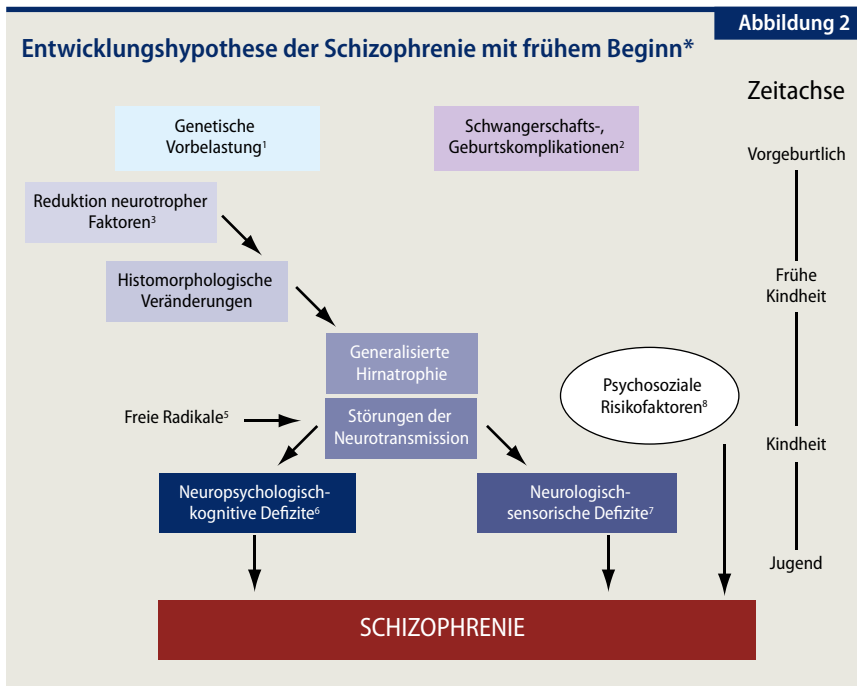 Abbildung 2
Entwicklungshypothese der Schizophrenie mit frühem Beginn*
Zeitachse
Genetische
Vorbelastung¹
Schwangerschafts-,
Geburtskomplikationen²
Vorgeburtlich
Reduktion neurotropher
Faktoren³
Histomorphologische
Veränderungen
Frühe
Kindheit
Generalisierte
Hirnatrophie
Psychosoziale
Risikofaktoren⁸
Freie Radikale⁵
Störungen der
Neurotransmission
Kindheit
Neuropsychologisch-
kognitive Defizite⁶
Neurologisch-
sensorische Defizite⁷
Jugend
SCHIZOPHRENIE